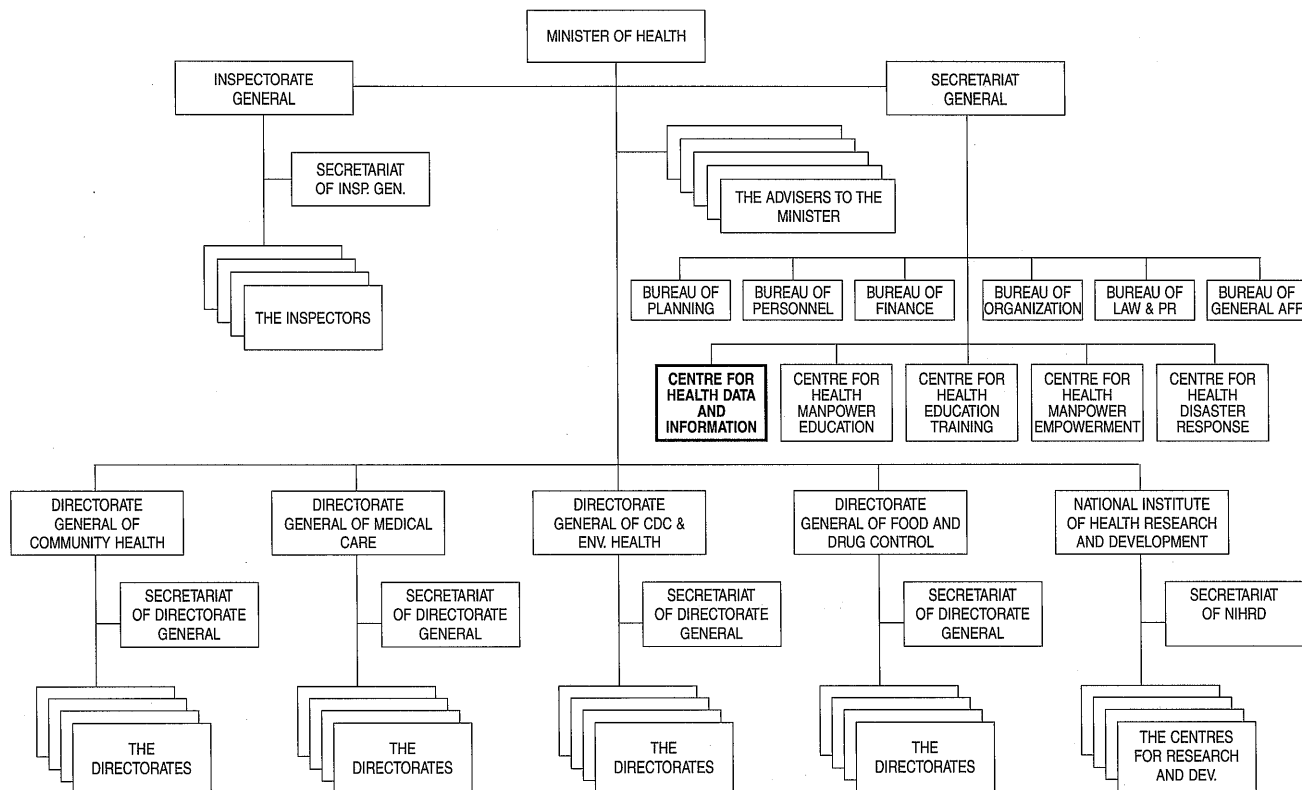 MINISTER OF HEALTH
INSPECTORATE
GENERAL
SECRETARIAT
GENERAL
SECRETARIAT
OF INSP. GEN.
THE ADVISERS TO THE
MINISTER
THE INSPECTORS
BUREAU OF
PLANNING
BUREAU OF
PERSONNEL
BUREAU OF
FINANCE
BUREAU OF
ORGANIZATION
BUREAU OF
LAW & PR
BUREAU OF
GENERAL AFF
CENTRE FOR
HEALTH DATA
AND
INFORMATION
CENTRE FOR
HEALTH
MANPOWER
EDUCATION
CENTRE FOR
HEALTH
EDUCATION
TRAINING
CENTRE FOR
HEALTH
MANPOWER
EMPOWERMENT
CENTRE FOR
HEALTH
DISASTER
RESPONSE
DIRECTORATE
GENERAL OF
COMMUNITY HEALTH
DIRECTORATE
GENERAL OF MEDICAL
CARE
DIRECTORATE
GENERAL OF CDC &
ENV. HEALTH
DIRECTORATE
GENERAL OF FOOD AND
DRUG CONTROL
NATIONAL INSTITUTE
OF HEALTH RESEARCH
AND DEVELOPMENT
SECRETARIAT
OF DIRECTORATE
GENERAL
SECRETARIAT
OF DIRECTORATE
GENERAL
SECRETARIAT
OF DIRECTORATE
GENERAL
SECRETARIAT
OF DIRECTORATE
GENERAL
SECRETARIAT
OF NIHRD
THE
DIRECTORATES
THE
DIRECTORATES
THE
DIRECTORATES
THE
DIRECTORATES
THE CENTRES
FOR RESEARCH
AND DEV.